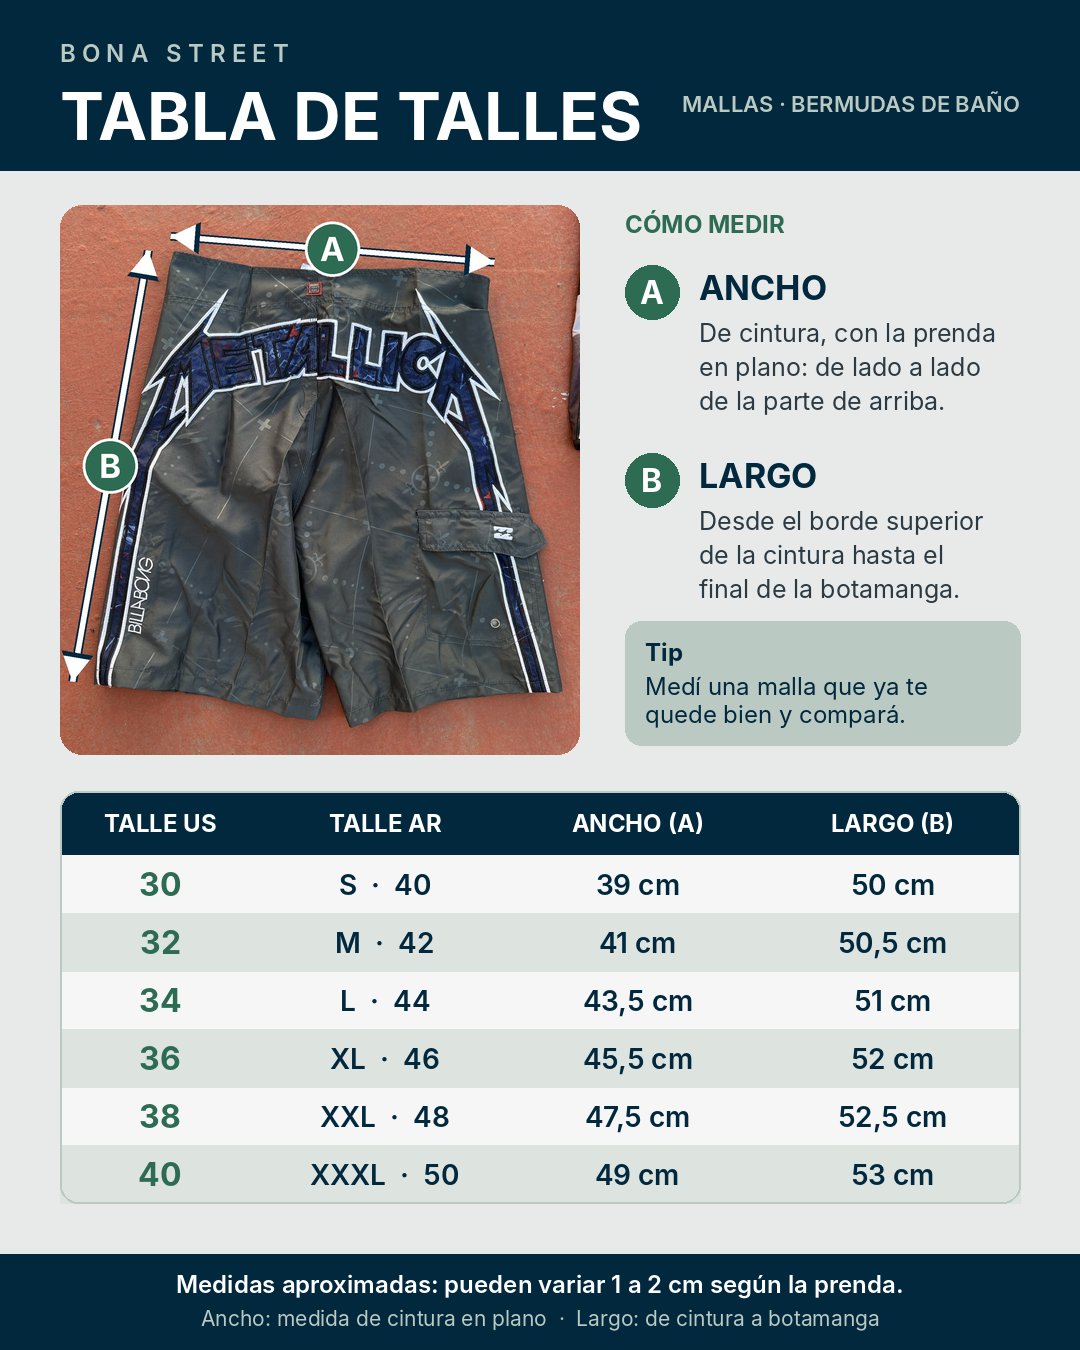 BONA STREET
TABLA DE TALLES
MALLAS · BERMUDAS DE BAÑO
A
B
METALLICA
BILLABONG
CÓMO MEDIR
A ANCHO
De cintura, con la prenda
en plano: de lado a lado
de la parte de arriba.
B LARGO
Desde el borde superior
de la cintura hasta el
final de la botamanga.
Tip
Medí una malla que ya te
quede bien y compará.
TALLE US TALLE AR ANCHO (A) LARGO (B)
30 S · 40 39 cm 50 cm
32 M · 42 41 cm 50,5 cm
34 L · 44 43,5 cm 51 cm
36 XL · 46 45,5 cm 52 cm
38 XXL · 48 47,5 cm 52,5 cm
40 XXXL · 50 49 cm 53 cm
Medidas aproximadas: pueden variar 1 a 2 cm según la prenda.
Ancho: medida de cintura en plano · Largo: de cintura a botamanga